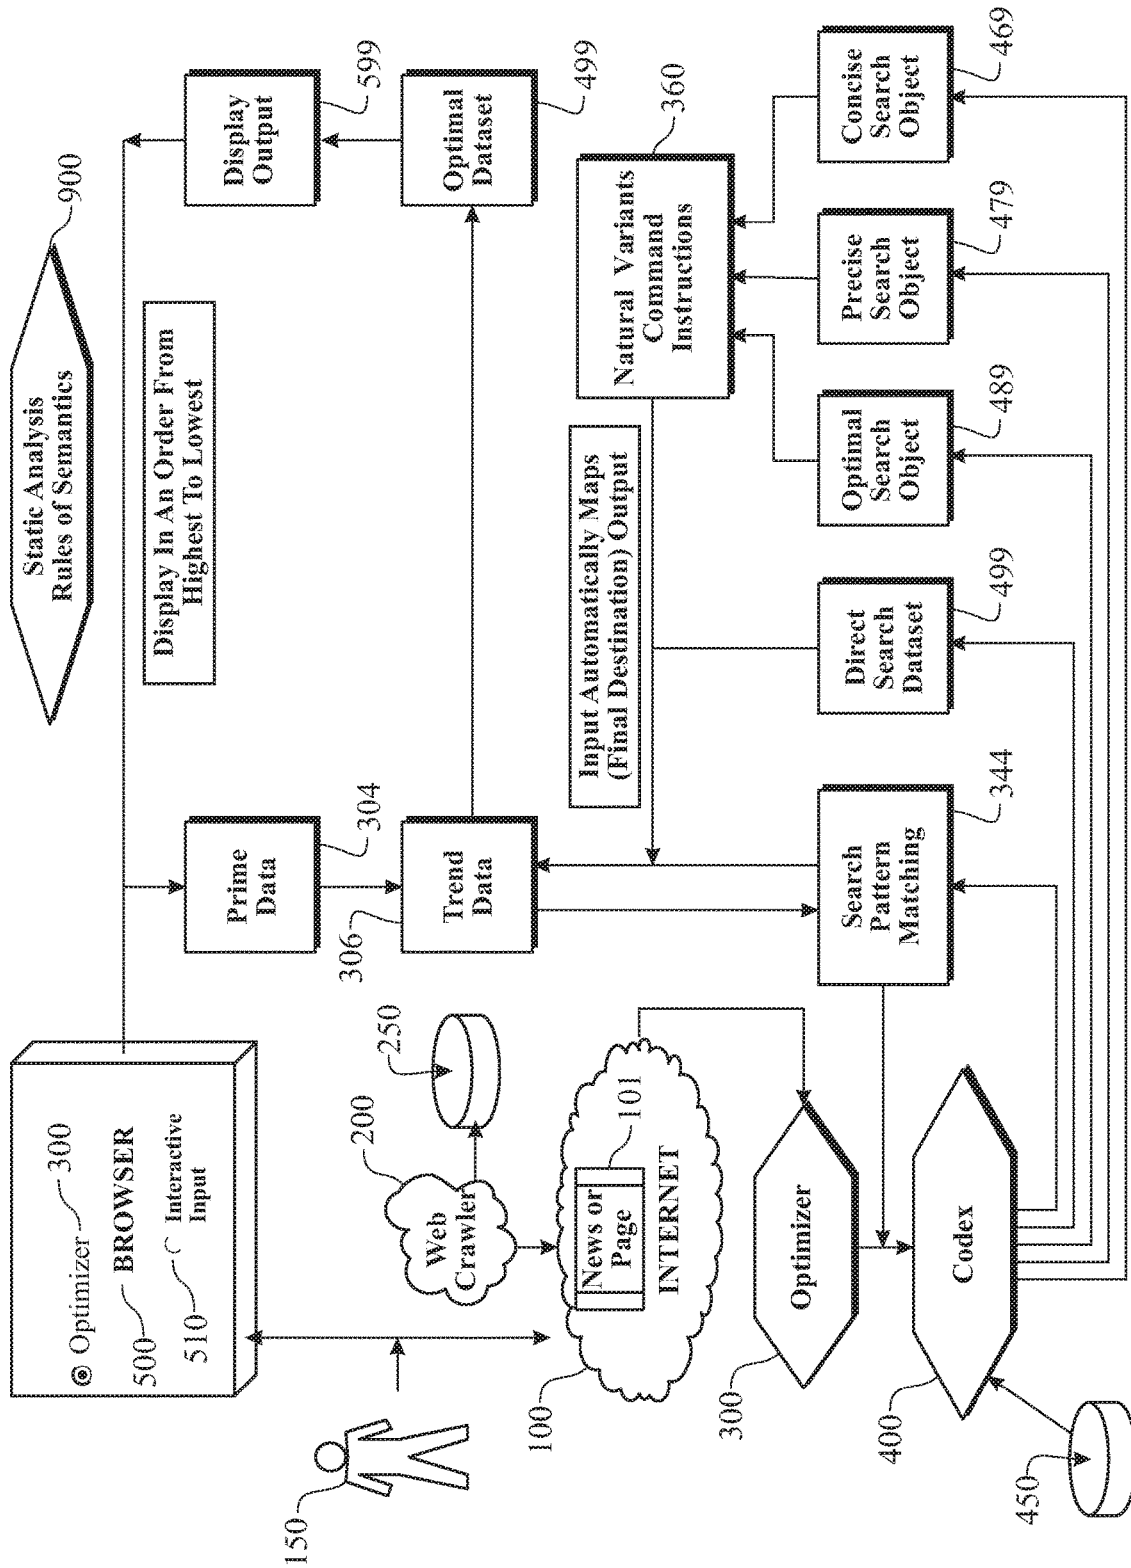 Static Analysis
Rules of Semantics
900
Optimizer
300
BROWSER
500
Interactive
Input
510
Display In An Order From
Highest To Lowest
Prime
Data
304
Display
Output
599
150
Web
Crawler
200
250
306
Trend
Data
Optimal
Dataset
499
100
News or
Page
101
INTERNET
Input Automatically Maps
(Final Destination) Output
Natural Variants
Command
Instructions
360
300
Optimizer
Search
Pattern
Matching
344
Direct
Search
Dataset
499
Optimal
Search
Object
489
Precise
Search
Object
479
Concise
Search
Object
469
400
Codex
450